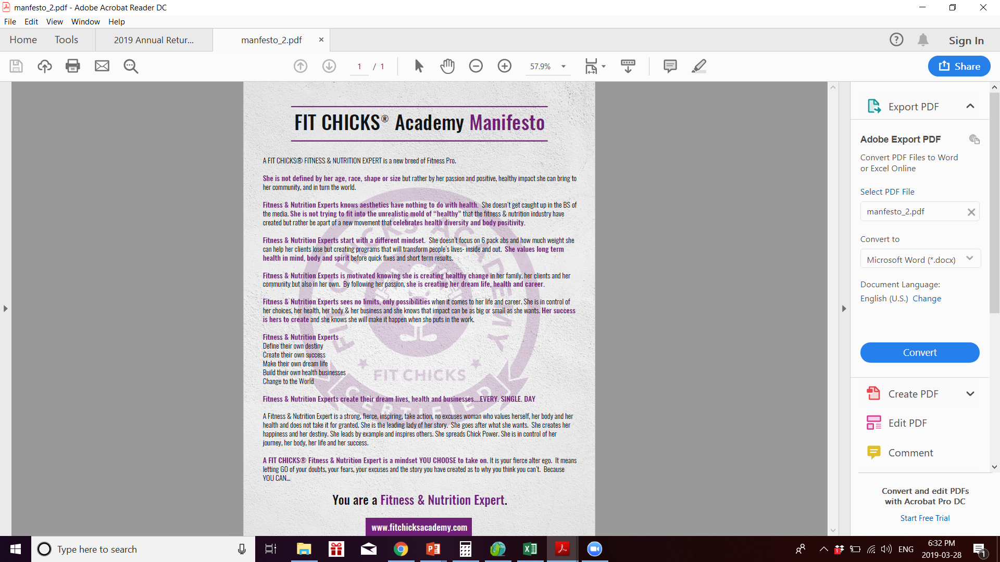 manfesto_2.pdf - Adobe Acrobat Reader DC
File Edit View Window Help
Home Tools 2019 Annual Retur... manfesto_2.pdf × ? Sign In
1 / 1 57.9% Share
FIT CHICKS® Academy Manifesto
A FIT CHICKS® FITNESS & NUTRITION EXPERT is a new breed of Fitness Pro.
She is not defined by her age, race, shape or size but rather by her passion and positive, healthy impact she can bring to
her community, and in turn the world.
Fitness & Nutrition Experts knows aesthetics have nothing to do with health. She doesn't get caught up in the BS of
the media. She is not trying to fit into the unrealistic mold of “healthy” that the fitness & nutrition industry have
created but rather be apart of a new movement that celebrates health diversity and body positivity.
Fitness & Nutrition Experts start with a different mindset. She doesn't focus on 6 pack abs and how much weight she
can help her clients lose but creating programs that will transform people's lives- inside and out. She values long term
health in mind, body and spirit before quick fixes and short term results.
Fitness & Nutrition Experts is motivated knowing she is creating healthy change in her family, her clients and her
community but also in her own. By following her passion, she is creating her dream life, health and career.
Fitness & Nutrition Experts sees no limits, only possibilities when it comes to her life and career. She is in control of
her choices, her health, her body & her business and she knows that impact can be as big or small as she wants. Her success
is hers to create and she knows she will make it happen when she puts in the work.
Fitness & Nutrition Experts
Define their own destiny
Create their own success
Make their own dream life
Build their own health businesses
Change to the World
Fitness & Nutrition Experts create their dream lives, health and businesses....EVERY. SINGLE. DAY
A Fitness & Nutrition Expert is a strong, fierce, inspiring, take action, no excuses woman who values herself, her body and her
health and does not take it for granted. She is the leading lady of her story. She goes after what she wants. She creates her
happiness and her destiny. She leads by example and inspires others. She spreads Chick Power. She is in control of her
journey, her body, her life and her success.
A FIT CHICKS® Fitness & Nutrition Expert is a mindset YOU CHOOSE to take on. It is your fierce alter ego. It means
letting GO of your doubts, your fears, your excuses and the story you have created as to why you think you can't. Because
YOU CAN...
You are a Fitness & Nutrition Expert.
www.fitchicksacademy.com
FIT CHICKS ACADEMY
FIT CHICKS
CERTIFIED
Export PDF
Adobe Export PDF
Convert PDF Files to Word
or Excel Online
Select PDF File
manfesto_2.pdf
Convert to
Microsoft Word (*.docx)
Document Language:
English (U.S.) Change
Convert
Create PDF
Edit PDF
Comment
Convert and edit PDFs
with Acrobat Pro DC
Start Free Trial
Type here to search
ENG
6:32 PM
2019-03-28
1